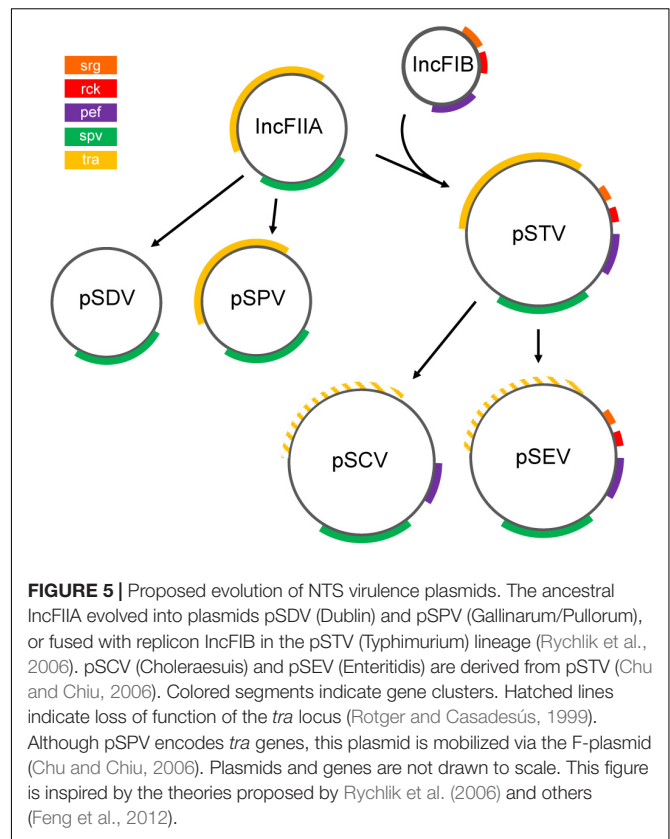 srg
rck
pef
spv
tra
IncFIB
IncFIIA
pSTV
pSDV
pSPV
pSCV
pSEV
FIGURE 5 | Proposed evolution of NTS virulence plasmids. The ancestral
IncFIIA evolved into plasmids pSDV (Dublin) and pSPV (Gallinarum/Pullorum),
or fused with replicon IncFIB in the pSTV (Typhimurium) lineage (Rychlik et al.,
2006). pSCV (Choleraesuis) and pSEV (Enteritidis) are derived from pSTV (Chu
and Chiu, 2006). Colored segments indicate gene clusters. Hatched lines
indicate loss of function of the tra locus (Rotger and Casadesús, 1999).
Although pSPV encodes tra genes, this plasmid is mobilized via the F-plasmid
(Chu and Chiu, 2006). Plasmids and genes are not drawn to scale. This figure
is inspired by the theories proposed by Rychlik et al. (2006) and others
(Feng et al., 2012).